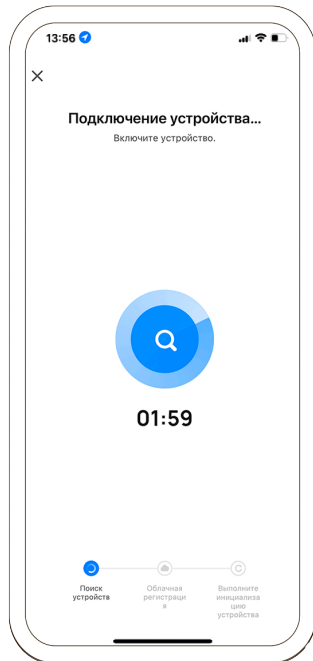 13:56
Подключение устройства...
Включите устройство.
01:59
Поиск
устройств
Облачная
регистраци
я
Выполните
инициализа
цию
устройства